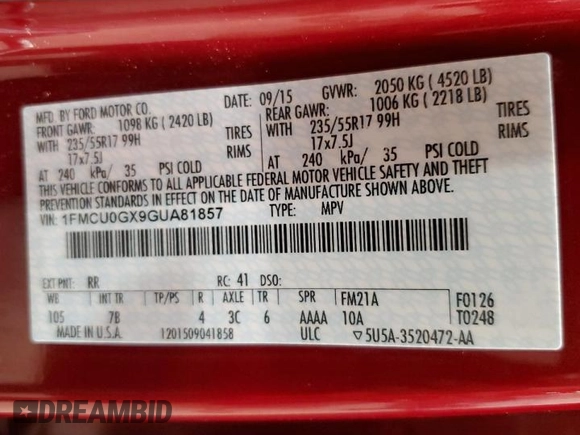 MFD. BY FORD MOTOR CO.
DATE: 09/15 GVWR: 2050 KG ( 4520 LB)
FRONT GAWR: 1098 KG ( 2420 LB) REAR GAWR: 1006 KG ( 2218 LB)
WITH 235/55R17 99H TIRES WITH 235/55R17 99H TIRES
17x7.5J RIMS 17x7.5J RIMS
AT 240 kPa/ 35 PSI COLD AT 240 kPa/ 35 PSI COLD
THIS VEHICLE CONFORMS TO ALL APPLICABLE FEDERAL MOTOR VEHICLE SAFETY AND THEFT
PREVENTION STANDARDS IN EFFECT ON THE DATE OF MANUFACTURE SHOWN ABOVE.
VIN: 1FMCU0GX9GUA81857 TYPE: MPV
EXT PNT: RR RC: 41 DSO:
WB INT TR TP/PS R AXLE TR SPR FM21A F0126
105 7B 4 3C 6 AAAA 10A T0248
MADE IN U.S.A. 1201509041858 ULC ▽5U5A-3520472-AA
DREAMBID